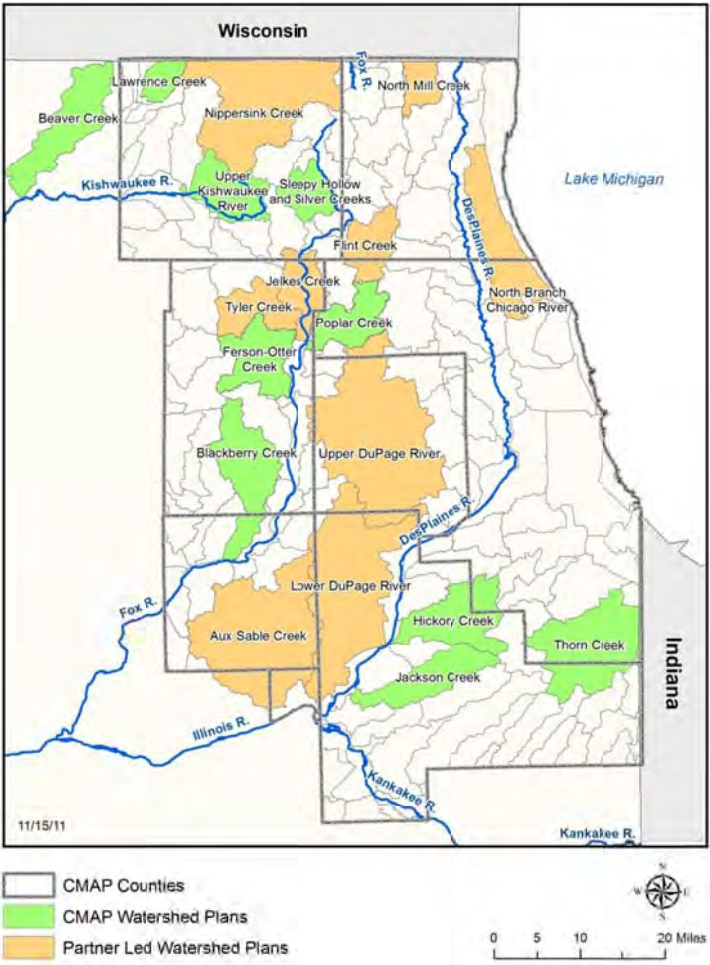 Wisconsin
Fox R.
Lawrence Creek
North Mill Creek
Beaver Creek
Nippersink Creek
Kishwaukee R.
Upper
Kishwaukee
River
Sleepy Hollow
and Silver Creeks
Lake Michigan
DesPlaines R.
Flint Creek
Jelkes Creek
North Branch
Chicago River
Tyler Creek
Poplar Creek
Ferson-Otter
Creek
Blackberry Creek
Upper DuPage River
DesPlaines R.
Lower DuPage River
Fox R.
Aux Sable Creek
Hickory Creek
Thorn Creek
Indiana
Jackson Creek
Illinois R.
Kankakee R.
11/15/11
Kankakee R.
CMAP Counties
CMAP Watershed Plans
Partner Led Watershed Plans
N
W
E
S
0 5 10 20 Miles